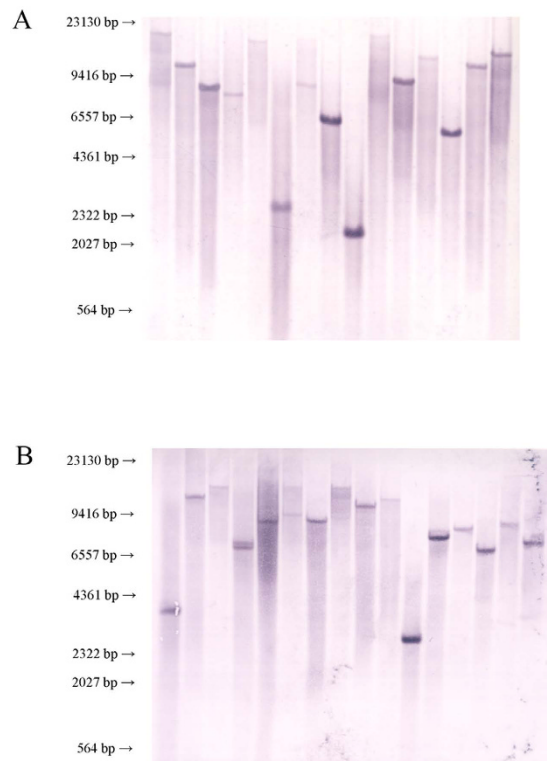 A
23130 bp →
9416 bp →
6557 bp →
4361 bp →
2322 bp →
2027 bp →
564 bp →
B
23130 bp →
9416 bp →
6557 bp →
4361 bp →
2322 bp →
2027 bp →
564 bp →